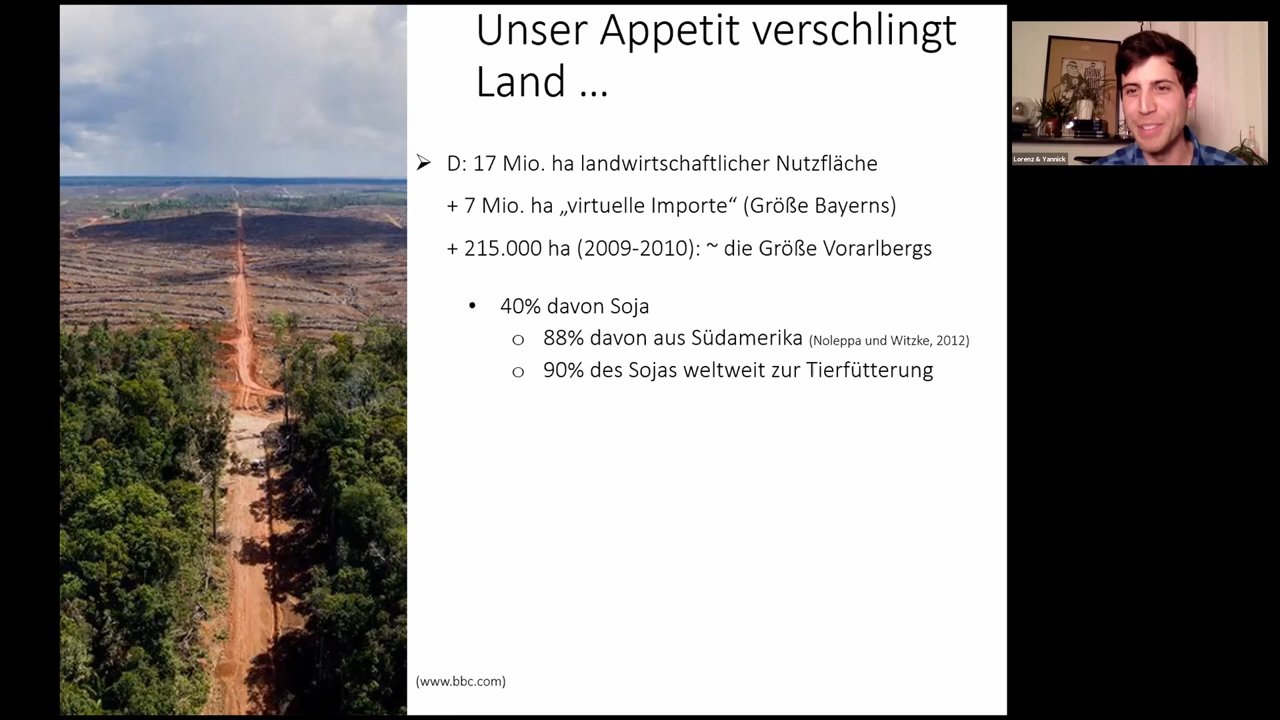 Unser Appetit verschlingt
Land ...
D: 17 Mio. ha landwirtschaftlicher Nutzfläche
+ 7 Mio. ha „virtuelle Importe“ (Größe Bayerns)
+ 215.000 ha (2009-2010): ~ die Größe Vorarlbergs
• 40% davon Soja
o 88% davon aus Südamerika (Noleppa und Witzke, 2012)
o 90% des Sojas weltweit zur Tierfütterung
(www.bbc.com)
Lorenz & Yannick